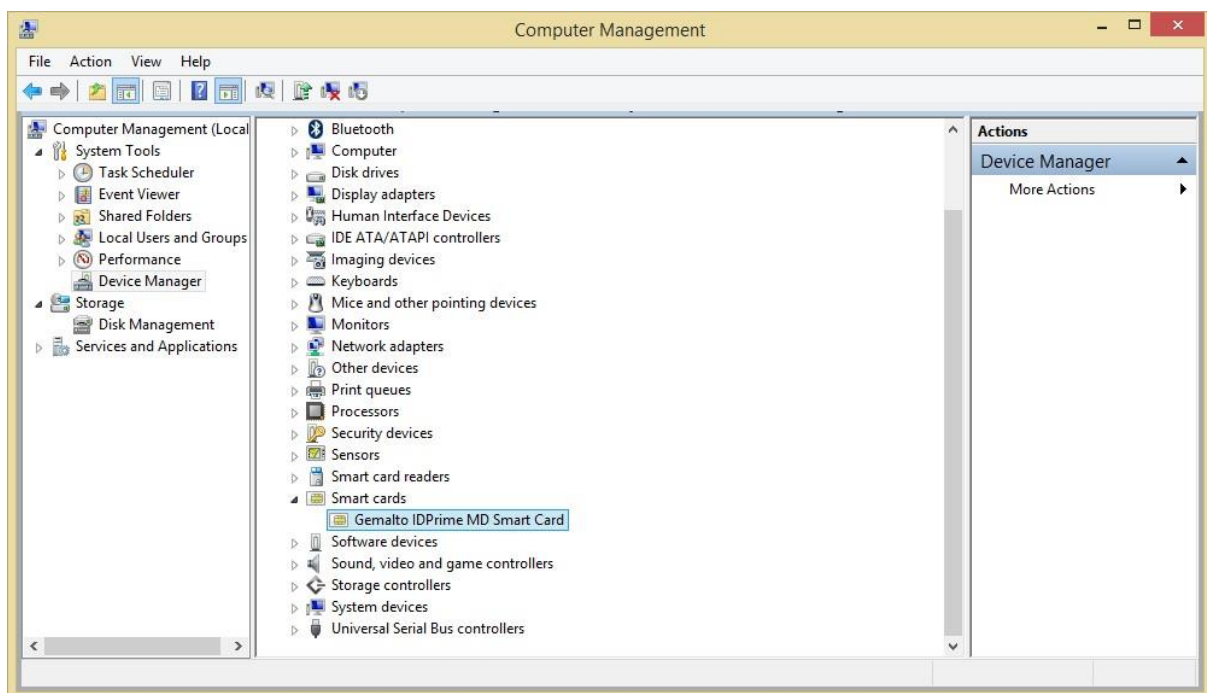 Computer Management
File Action View Help
Computer Management (Local
System Tools
Task Scheduler
Event Viewer
Shared Folders
Local Users and Groups
Performance
Device Manager
Storage
Disk Management
Services and Applications
Bluetooth
Computer
Disk drives
Display adapters
Human Interface Devices
IDE ATA/ATAPI controllers
Imaging devices
Keyboards
Mice and other pointing devices
Monitors
Network adapters
Other devices
Print queues
Processors
Security devices
Sensors
Smart card readers
Smart cards
Gemalto IDPrime MD Smart Card
Software devices
Sound, video and game controllers
Storage controllers
System devices
Universal Serial Bus controllers
Actions
Device Manager
More Actions